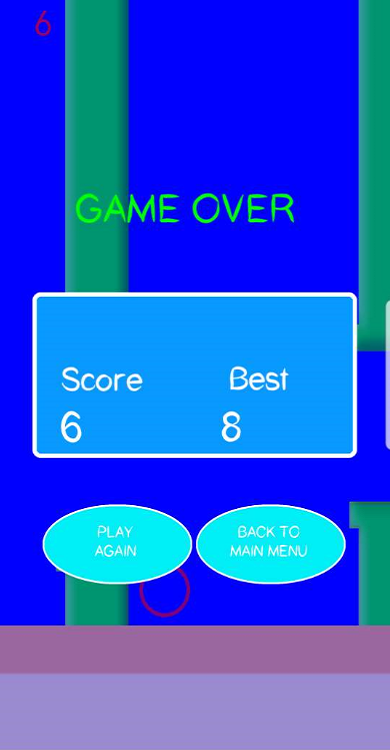 6
GAME OVER
Score Best
6 8
PLAY
AGAIN
BACK TO
MAIN MENU